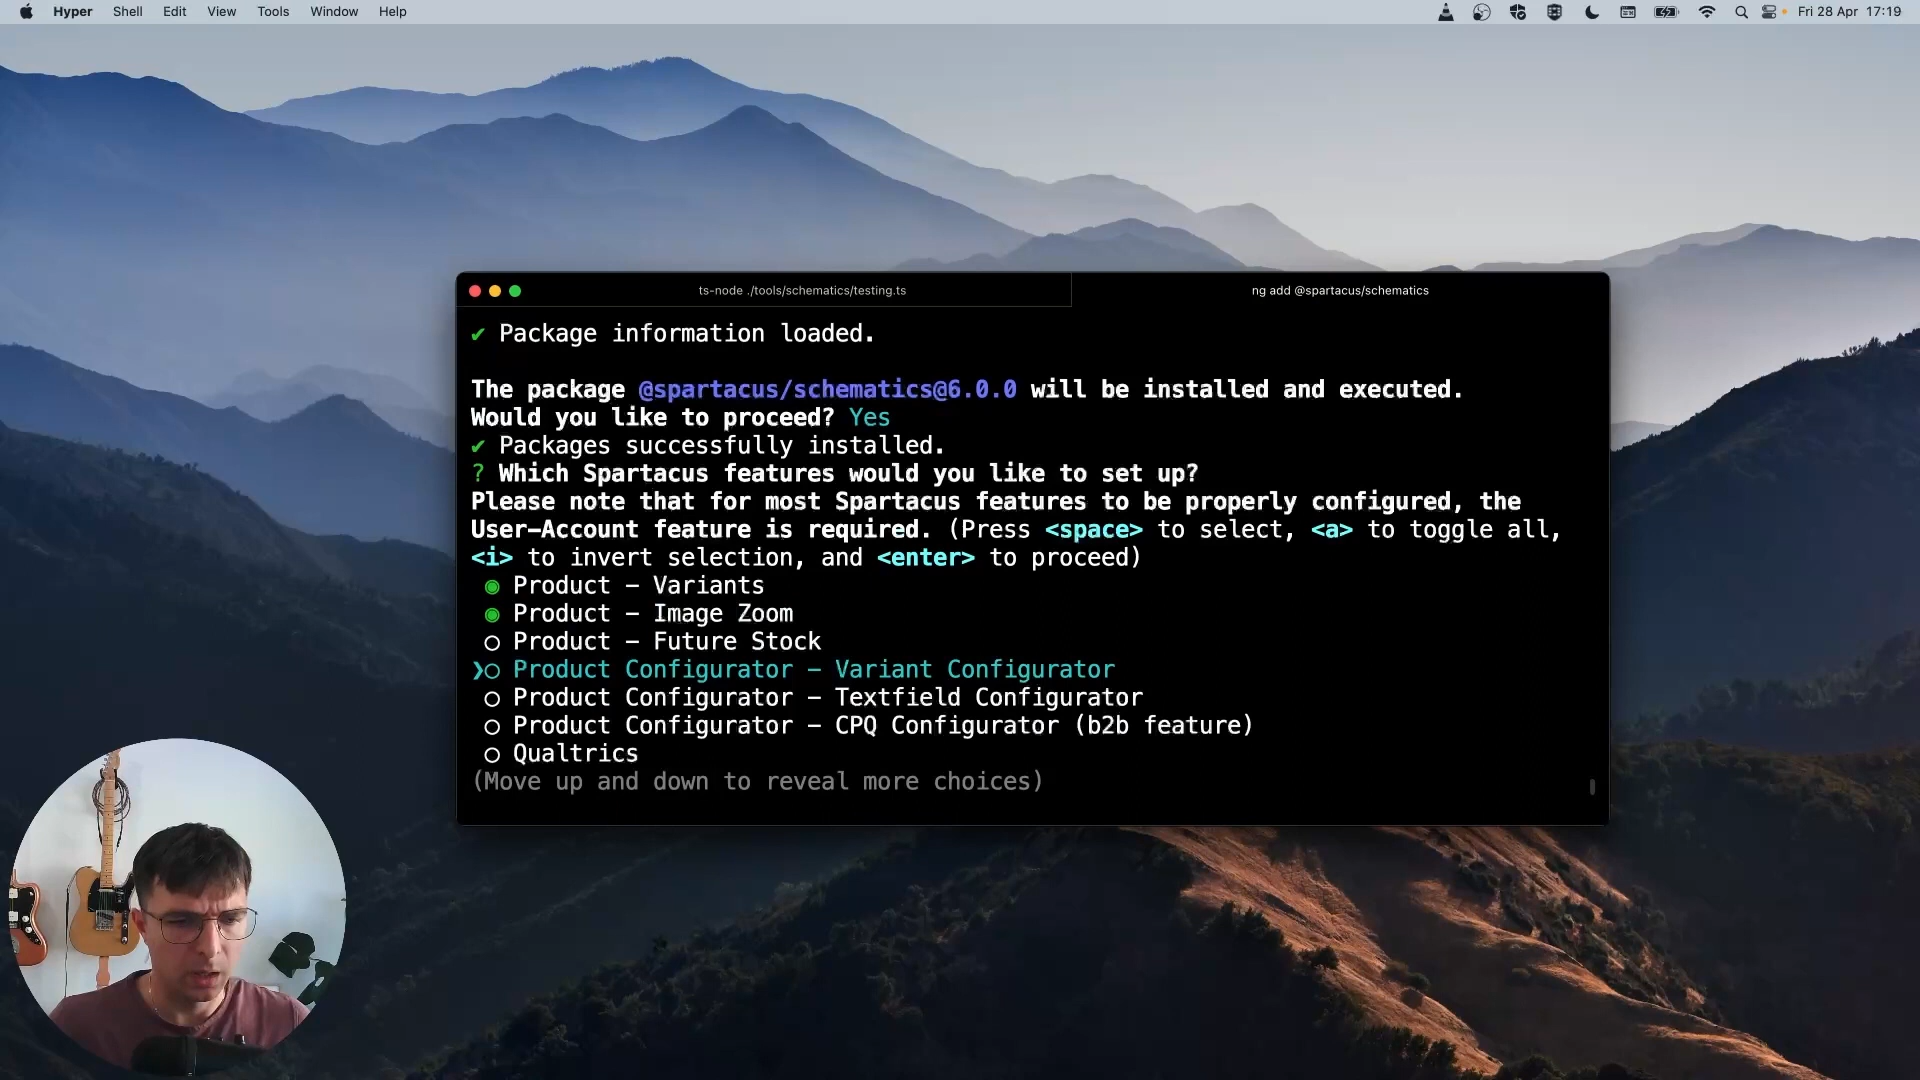 Hyper Shell Edit View Tools Window Help Fri 28 Apr 17:19
ts-node ./tools/schematics/testing.ts ng add @spartacus/schematics
✔ Package information loaded.
The package @spartacus/schematics@6.0.0 will be installed and executed.
Would you like to proceed? Yes
✔ Packages successfully installed.
? Which Spartacus features would you like to set up?
Please note that for most Spartacus features to be properly configured, the
User-Account feature is required. (Press <space> to select, <a> to toggle all,
<i> to invert selection, and <enter> to proceed)
◉ Product - Variants
◉ Product - Image Zoom
◯ Product - Future Stock
❯◯ Product Configurator - Variant Configurator
◯ Product Configurator - Textfield Configurator
◯ Product Configurator - CPQ Configurator (b2b feature)
◯ Qualtrics
(Move up and down to reveal more choices)